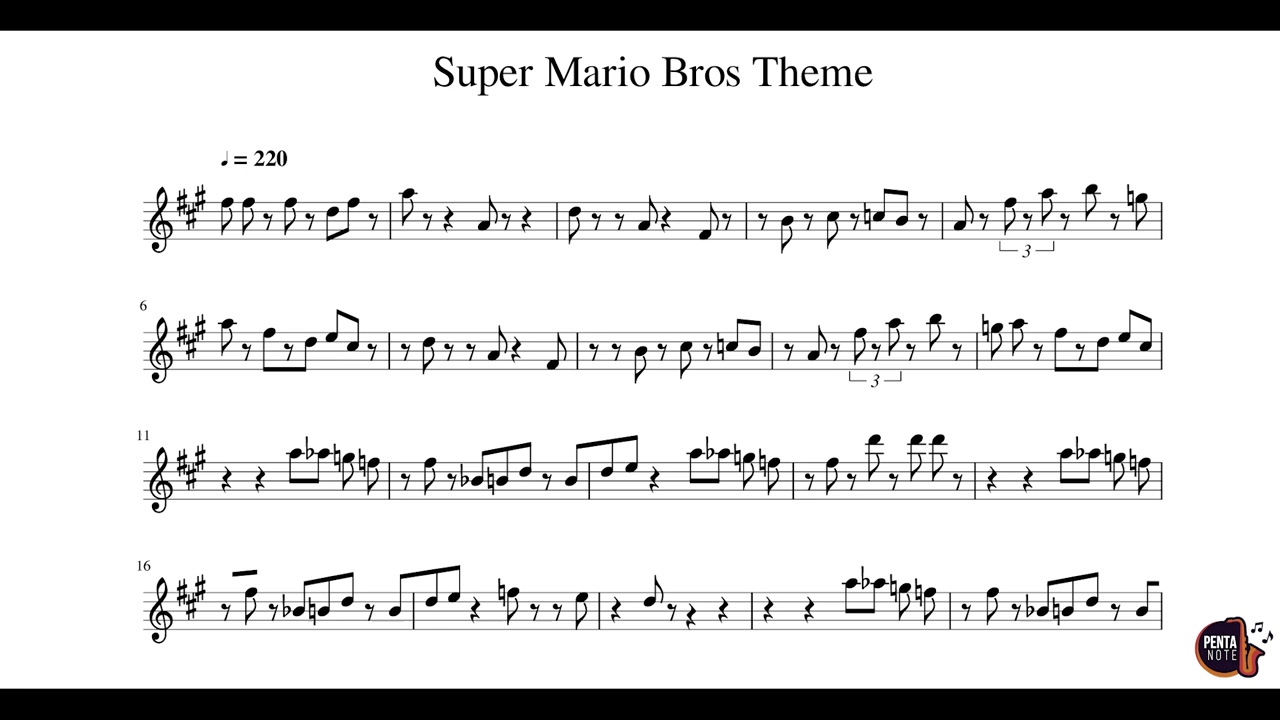 Super Mario Bros Theme
♩ = 220
3
6
3
11
16
PENTA
NOTE